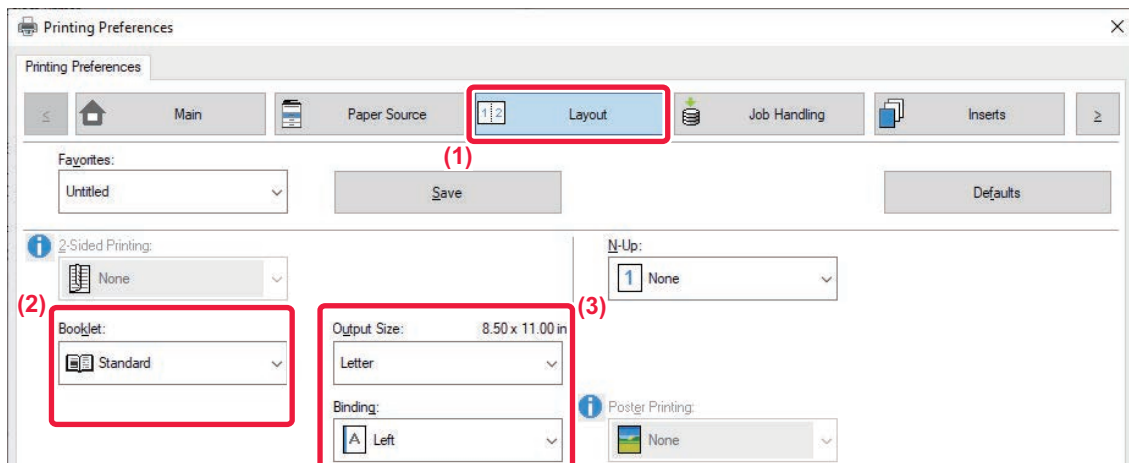 Printing Preferences
Printing Preferences
< Main Paper Source 1 2 Layout Job Handling Inserts >
(1)
Favorites:
Untitled Save Defaults
2-Sided Printing: N-Up:
None 1 None
(2) (3)
Booklet: Output Size: 8.50 x 11.00 in
Standard Letter
Binding: Poster Printing:
A Left None